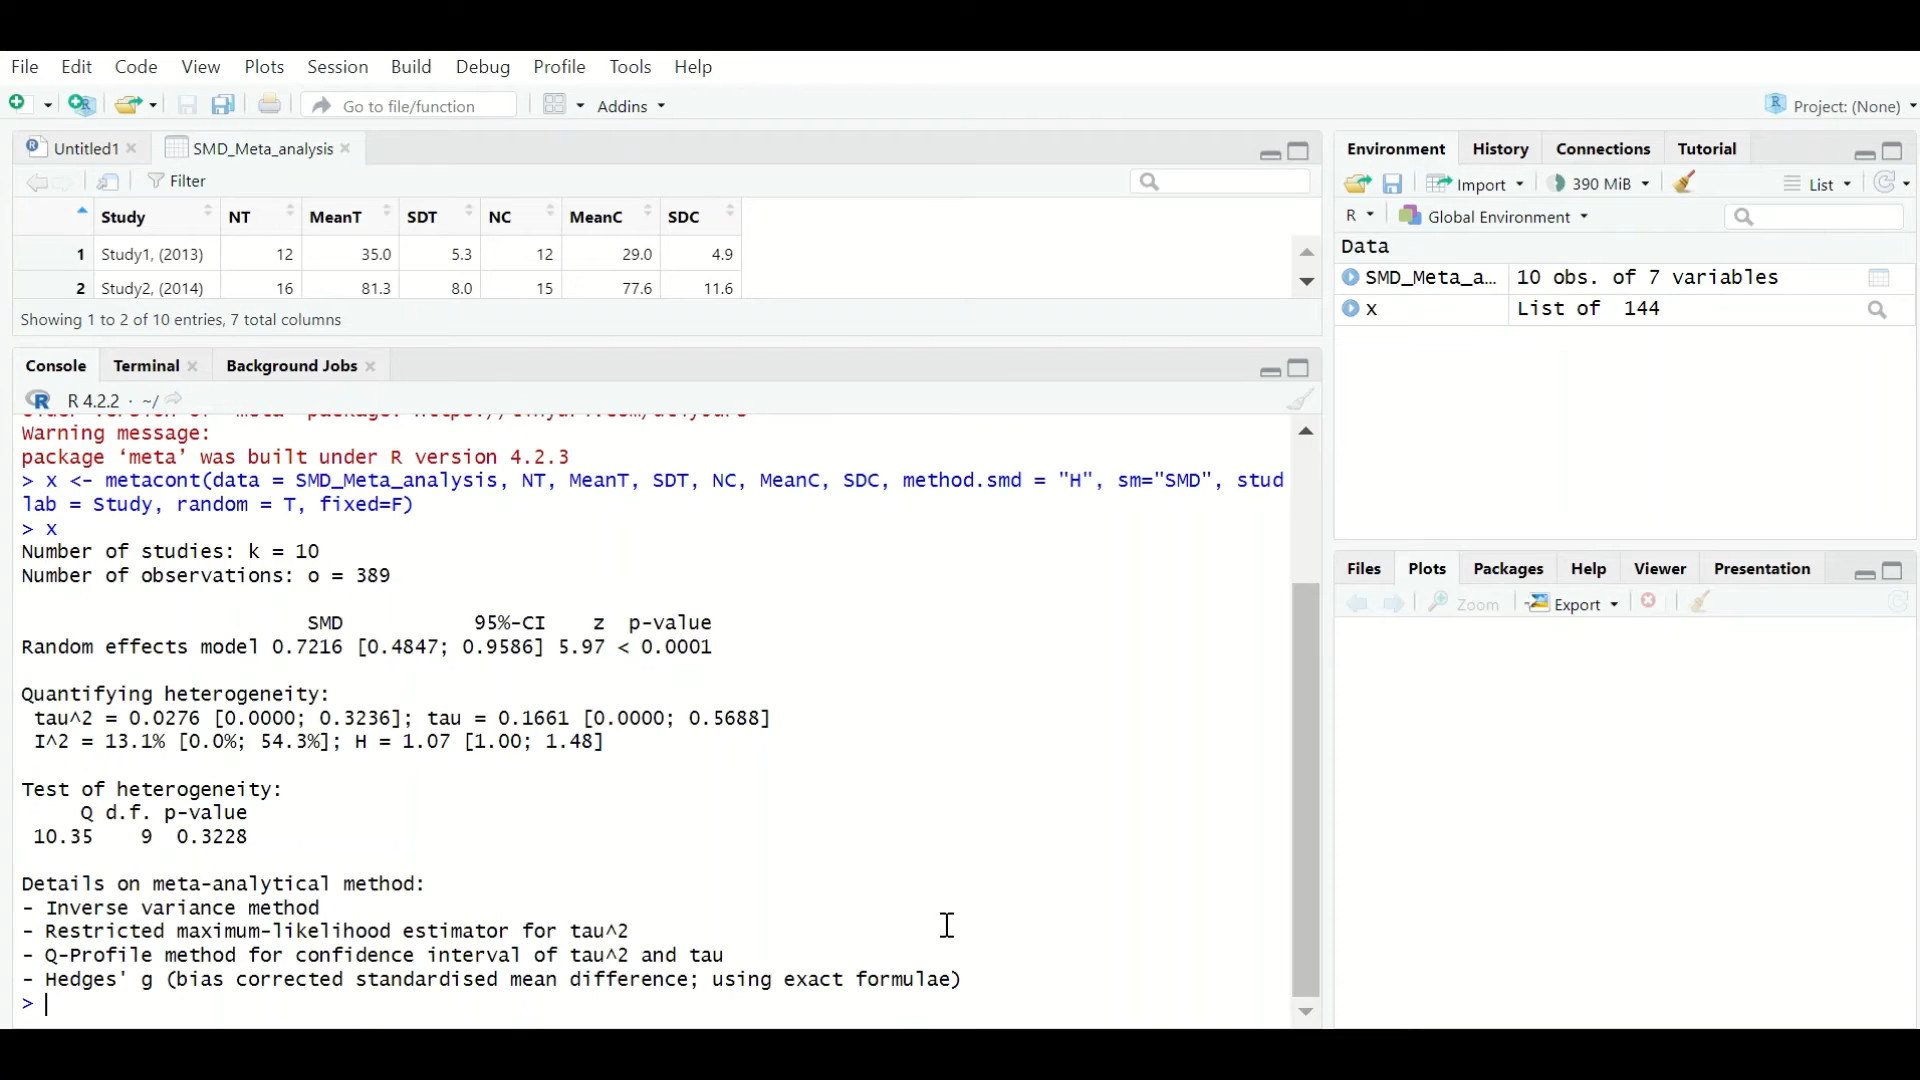 File Edit Code View Plots Session Build Debug Profile Tools Help
Go to file/function Addins Project: (None)
Untitled1 SMD_Meta_analysis
Filter
Study NT MeanT SDT NC MeanC SDC
1 Study1, (2013) 12 35.0 5.3 12 29.0 4.9
2 Study2, (2014) 16 81.3 8.0 15 77.6 11.6
Showing 1 to 2 of 10 entries, 7 total columns
Console Terminal Background Jobs
R 4.2.2 · ~/
Warning message:
package ‘meta’ was built under R version 4.2.3
> x <- metacont(data = SMD_Meta_analysis, NT, MeanT, SDT, NC, MeanC, SDC, method.smd = "H", sm="SMD", stud
lab = Study, random = T, fixed=F)
> x
Number of studies: k = 10
Number of observations: o = 389
SMD 95%-CI z p-value
Random effects model 0.7216 [0.4847; 0.9586] 5.97 < 0.0001
Quantifying heterogeneity:
tau^2 = 0.0276 [0.0000; 0.3236]; tau = 0.1661 [0.0000; 0.5688]
I^2 = 13.1% [0.0%; 54.3%]; H = 1.07 [1.00; 1.48]
Test of heterogeneity:
Q d.f. p-value
10.35 9 0.3228
Details on meta-analytical method:
- Inverse variance method
- Restricted maximum-likelihood estimator for tau^2
- Q-Profile method for confidence interval of tau^2 and tau
- Hedges' g (bias corrected standardised mean difference; using exact formulae)
>
Environment History Connections Tutorial
Import 390 MiB List
R Global Environment
Data
SMD_Meta_a... 10 obs. of 7 variables
x List of 144
Files Plots Packages Help Viewer Presentation
Zoom Export